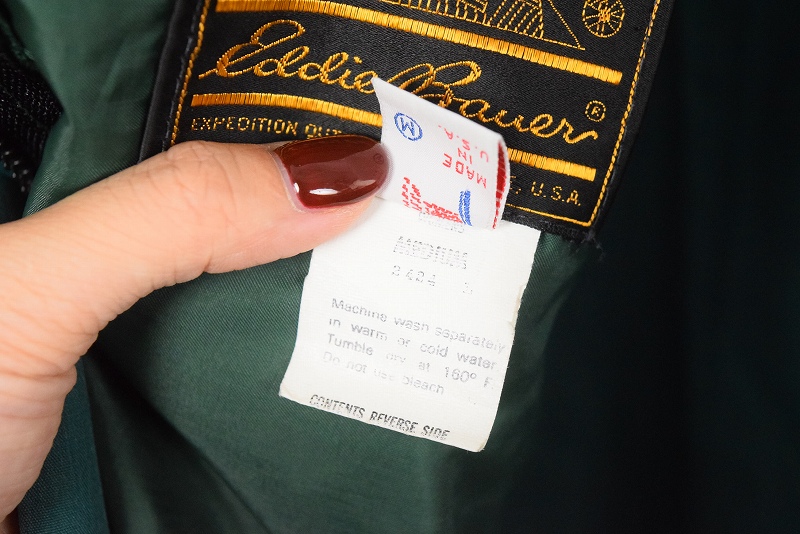 Eddie Bauer ®
EXPEDITION
U.S.A.
M
MADE
IN
U.S.A.
MEDIUM
2424
Machine wash separately
in warm or cold water
Tumble dry at 160° F
Do not use bleach
CONTENTS REVERSE SIDE